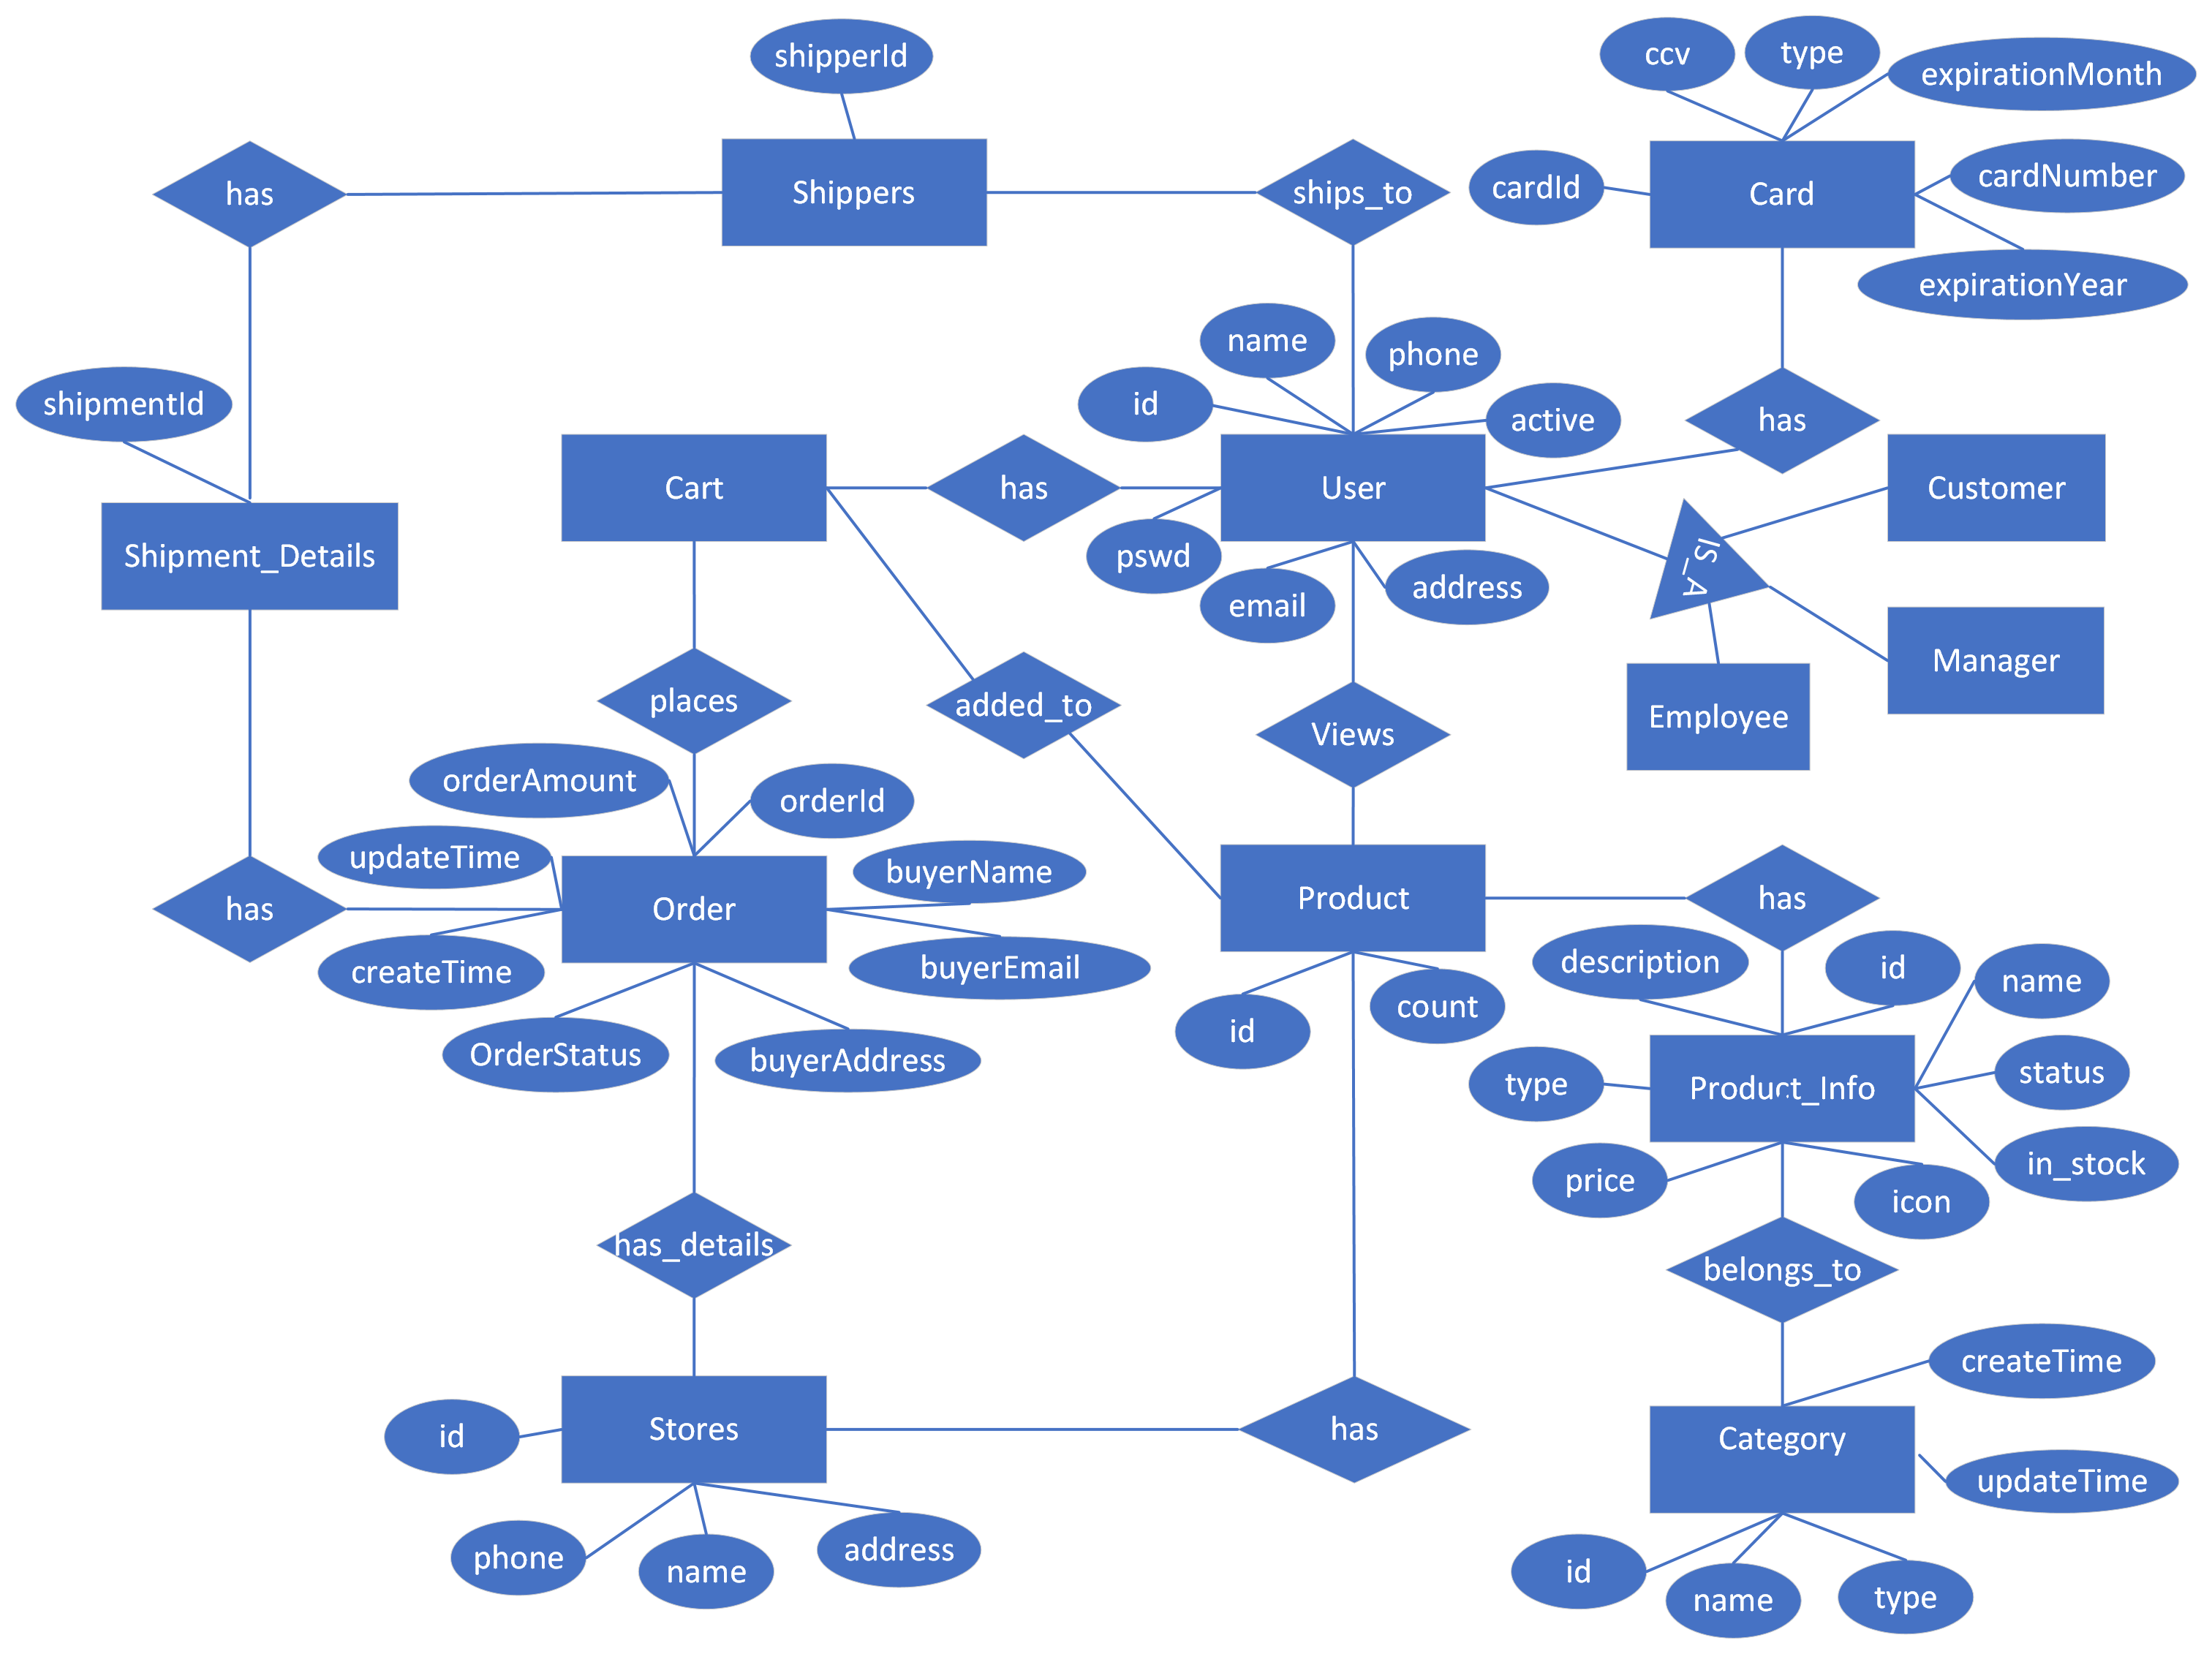 shipperId
ccv
type
expirationMonth
has
Shippers
ships_to
cardId
Card
cardNumber
expirationYear
name
phone
shipmentId
id
active
has
Cart
has
User
Customer
Shipment_Details
pswd
email
address
IS_A
Manager
places
added_to
Views
Employee
orderAmount
orderId
updateTime
buyerName
has
Order
Product
has
createTime
buyerEmail
description
id
name
id
count
OrderStatus
buyerAddress
type
Product_Info
status
price
icon
in_stock
has_details
belongs_to
createTime
id
Stores
has
Category
updateTime
phone
name
address
id
name
type